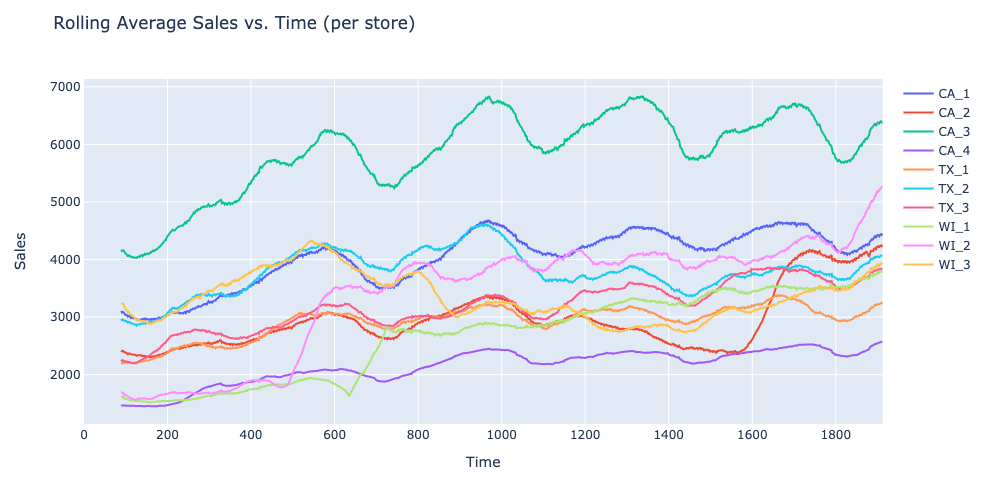 Rolling Average Sales vs. Time (per store)
7000
6000
5000
4000
3000
2000
Sales
0 200 400 600 800 1000 1200 1400 1600 1800
Time
CA_1
CA_2
CA_3
CA_4
TX_1
TX_2
TX_3
WI_1
WI_2
WI_3